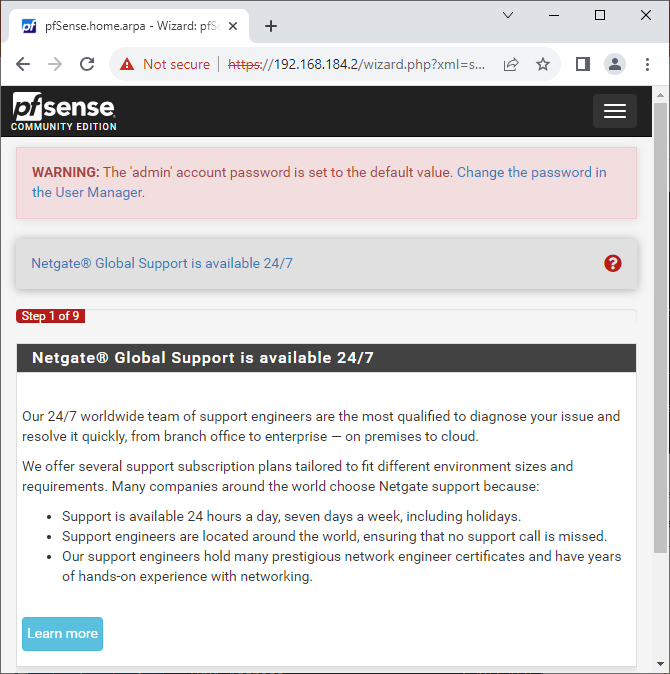 pfSense.home.arpa - Wizard: pfS
Not secure | https://192.168.184.2/wizard.php?xml=s...
pfsense
COMMUNITY EDITION
WARNING: The 'admin' account password is set to the default value. Change the password in
the User Manager.
Netgate® Global Support is available 24/7
Step 1 of 9
Netgate® Global Support is available 24/7
Our 24/7 worldwide team of support engineers are the most qualified to diagnose your issue and
resolve it quickly, from branch office to enterprise — on premises to cloud.
We offer several support subscription plans tailored to fit different environment sizes and
requirements. Many companies around the world choose Netgate support because:
• Support is available 24 hours a day, seven days a week, including holidays.
• Support engineers are located around the world, ensuring that no support call is missed.
• Our support engineers hold many prestigious network engineer certificates and have years
of hands-on experience with networking.
Learn more